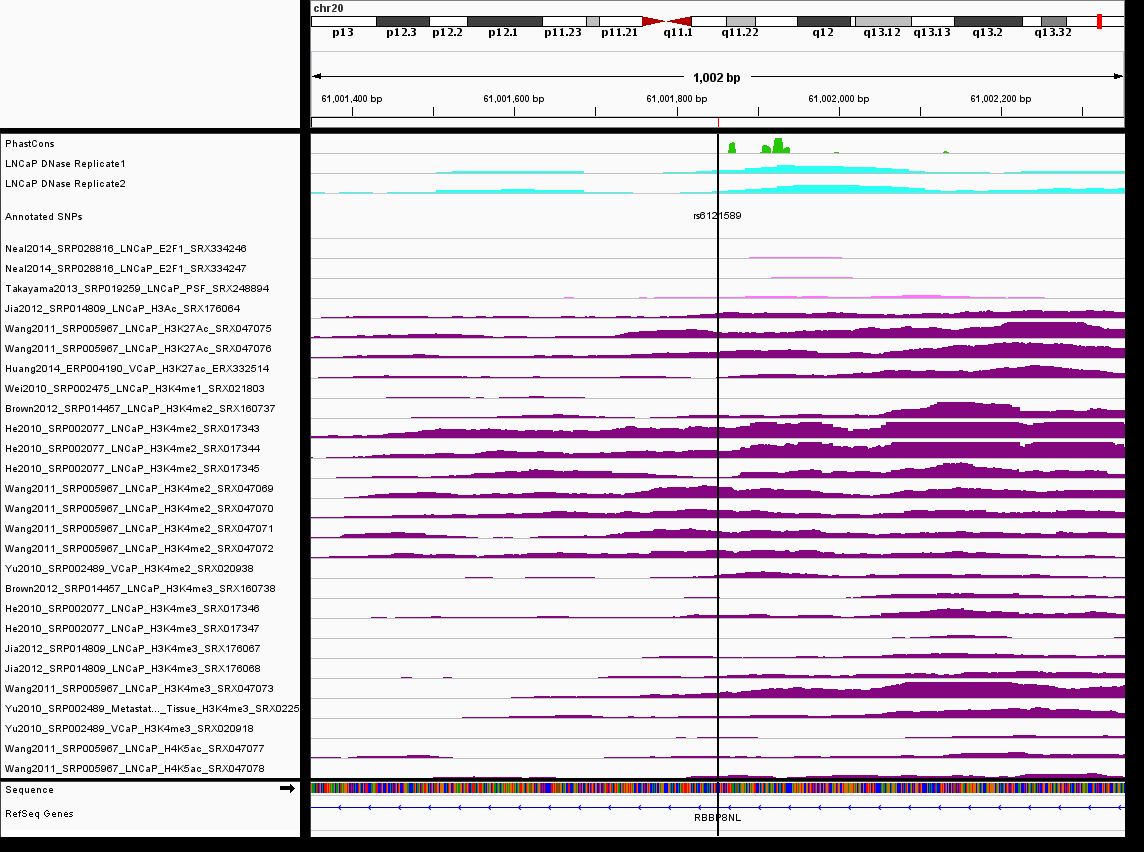 chr20
p13 p12.3 p12.2 p12.1 p11.23 p11.21 q11.1 q11.22 q12 q13.12 q13.13 q13.2 q13.32
1,002 bp
61,001,400 bp 61,001,600 bp 61,001,800 bp 61,002,000 bp 61,002,200 bp
PhastCons
LNCaP DNase Replicate1
LNCaP DNase Replicate2
Annotated SNPs
rs6121589
Neal2014_SRP028816_LNCaP_E2F1_SRX334246
Neal2014_SRP028816_LNCaP_E2F1_SRX334247
Takayama2013_SRP019259_LNCaP_PSF_SRX248894
Jia2012_SRP014809_LNCaP_H3Ac_SRX176064
Wang2011_SRP005967_LNCaP_H3K27Ac_SRX047075
Wang2011_SRP005967_LNCaP_H3K27Ac_SRX047076
Huang2014_ERP004190_VCaP_H3K27ac_ERX332514
Wei2010_SRP002475_LNCaP_H3K4me1_SRX021803
Brown2012_SRP014457_LNCaP_H3K4me2_SRX160737
He2010_SRP002077_LNCaP_H3K4me2_SRX017343
He2010_SRP002077_LNCaP_H3K4me2_SRX017344
He2010_SRP002077_LNCaP_H3K4me2_SRX017345
Wang2011_SRP005967_LNCaP_H3K4me2_SRX047069
Wang2011_SRP005967_LNCaP_H3K4me2_SRX047070
Wang2011_SRP005967_LNCaP_H3K4me2_SRX047071
Wang2011_SRP005967_LNCaP_H3K4me2_SRX047072
Yu2010_SRP002489_VCaP_H3K4me2_SRX020938
Brown2012_SRP014457_LNCaP_H3K4me3_SRX160738
He2010_SRP002077_LNCaP_H3K4me3_SRX017346
He2010_SRP002077_LNCaP_H3K4me3_SRX017347
Jia2012_SRP014809_LNCaP_H3K4me3_SRX176067
Jia2012_SRP014809_LNCaP_H3K4me3_SRX176068
Wang2011_SRP005967_LNCaP_H3K4me3_SRX047073
Yu2010_SRP002489_Metastat..._Tissue_H3K4me3_SRX0225
Yu2010_SRP002489_VCaP_H3K4me3_SRX020918
Wang2011_SRP005967_LNCaP_H4K5ac_SRX047077
Wang2011_SRP005967_LNCaP_H4K5ac_SRX047078
Sequence
RefSeq Genes
RBBP8NL